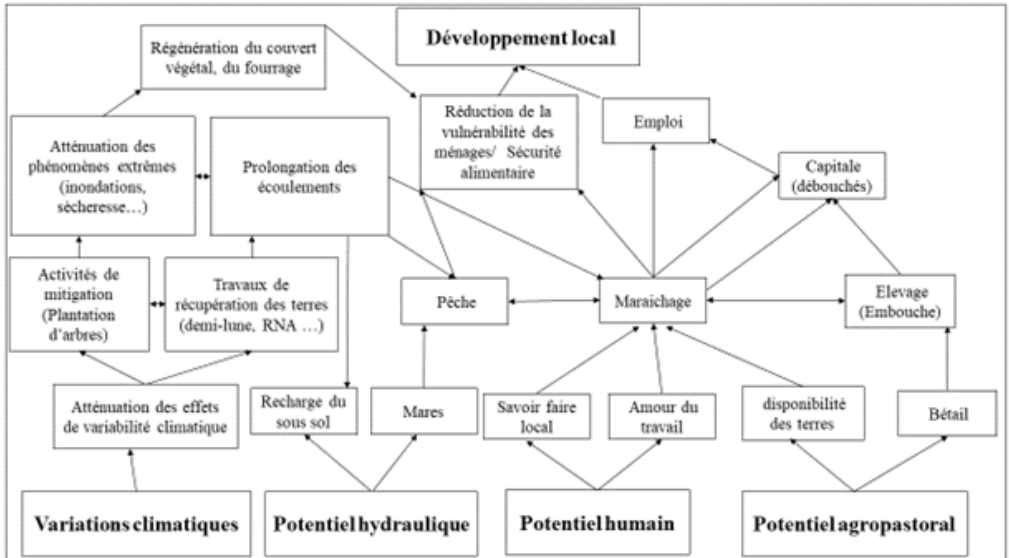 Développement local
Régénération du couvert
végétal, du fourrage
Réduction de la
vulnérabilité des
ménages/ Sécurité
alimentaire
Emploi
Atténuation des
phénomènes extrêmes
(inondations,
sècheresse…)
Prolongation des
écoulements
Capitale
(débouchés)
Activités de
mitigation
(Plantation
d’arbres)
Travaux de
récupération des terres
(demi-lune, RNA …)
Pêche
Maraichage
Elevage
(Embouche)
Atténuation des effets
de variabilité climatique
Recharge du
sous sol
Mares
Savoir faire
local
Amour du
travail
disponibilité
des terres
Bétail
Variations climatiques
Potentiel hydraulique
Potentiel humain
Potentiel agropastoral